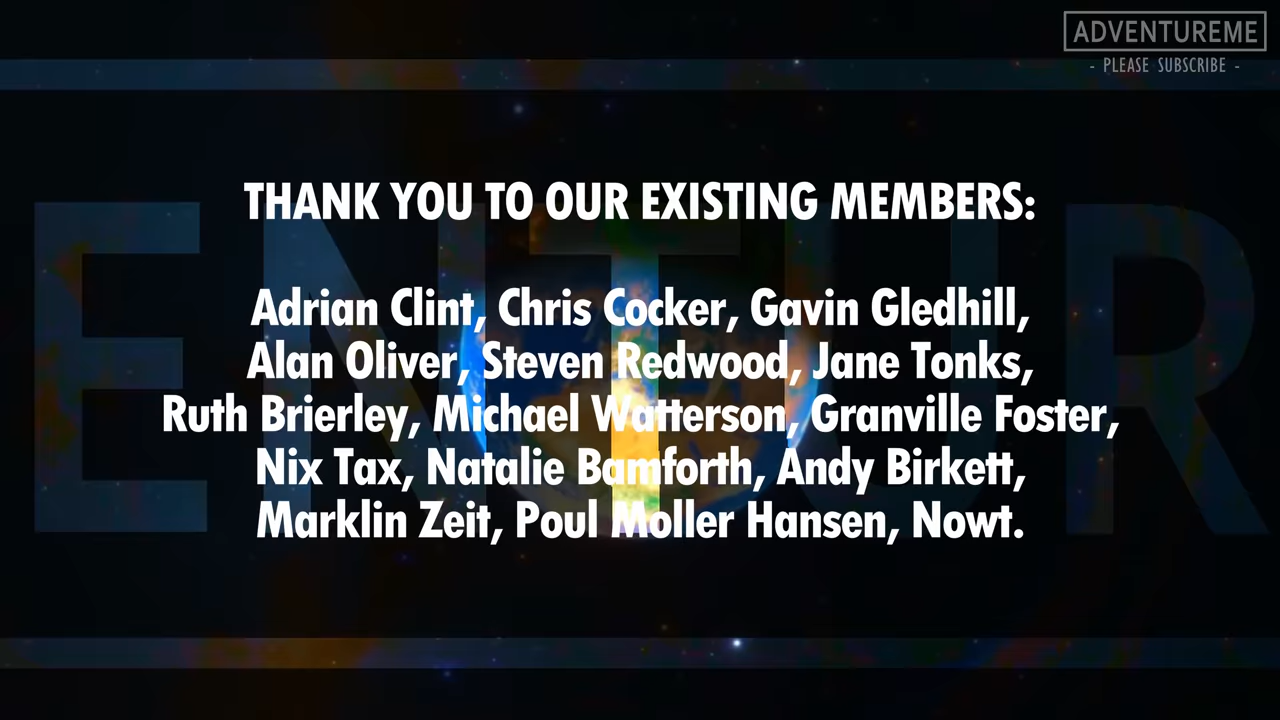 ADVENTUREME
- PLEASE SUBSCRIBE -
THANK YOU TO OUR EXISTING MEMBERS:
Adrian Clint, Chris Cocker, Gavin Gledhill,
Alan Oliver, Steven Redwood, Jane Tonks,
Ruth Brierley, Michael Watterson, Granville Foster,
Nix Tax, Natalie Bamforth, Andy Birkett,
Marklin Zeit, Poul Moller Hansen, Nowt.
ENTUR